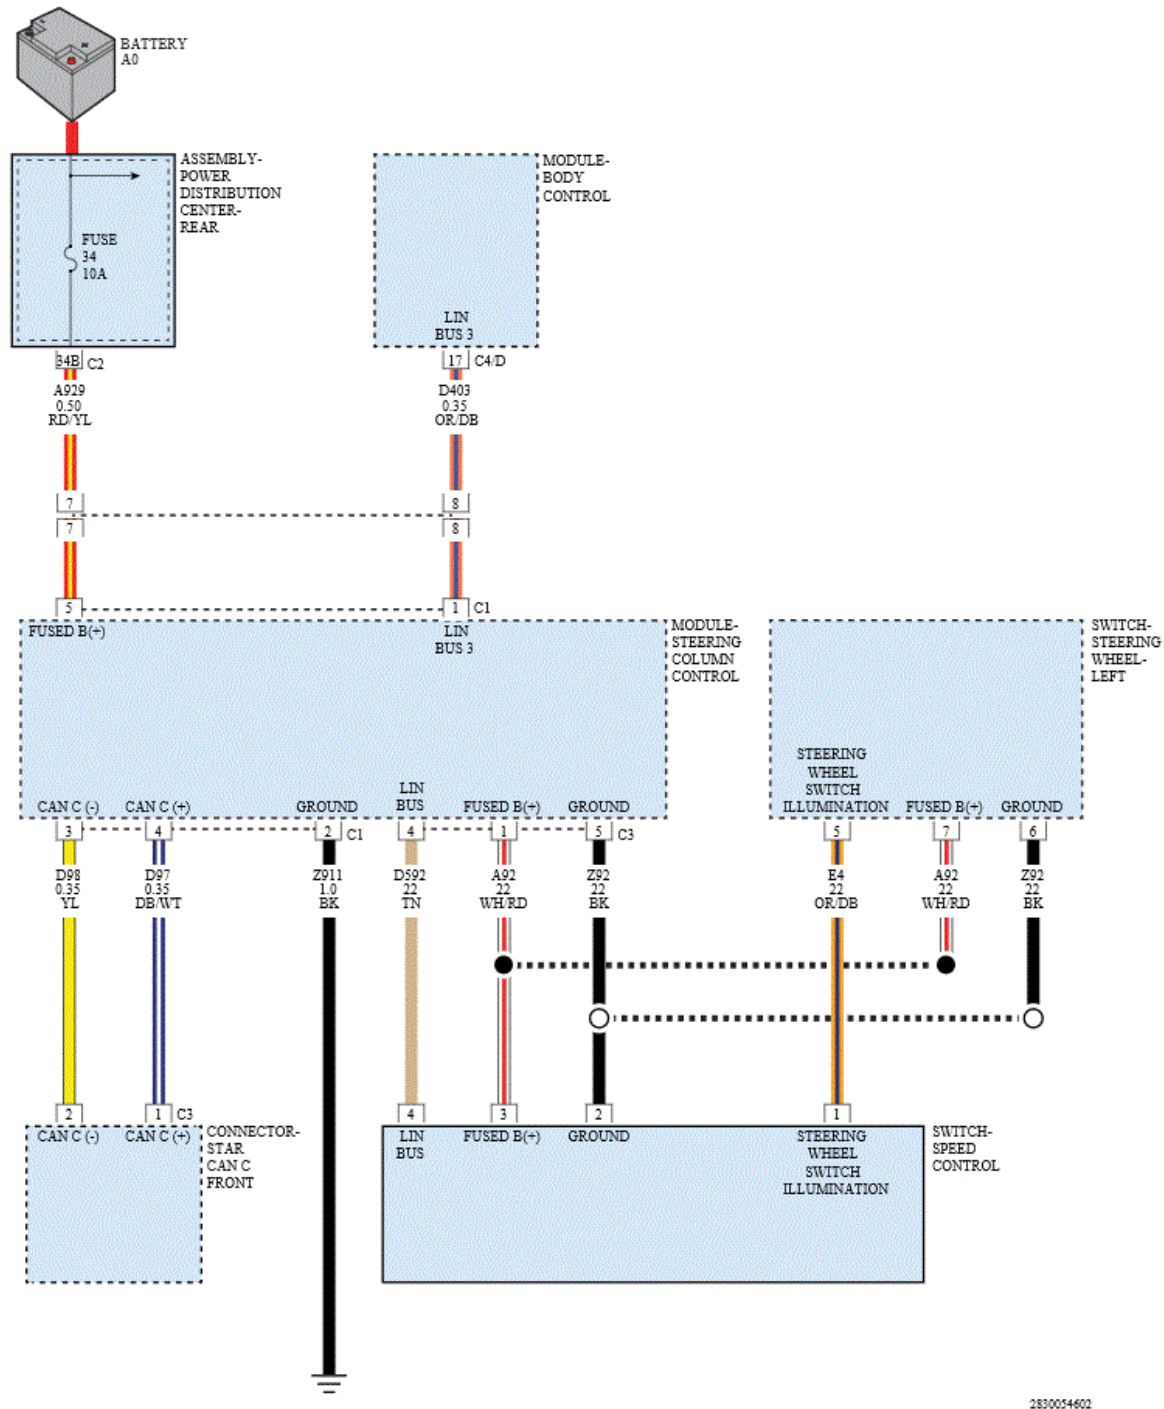 BATTERY
A0
ASSEMBLY-
POWER
DISTRIBUTION
CENTER-
REAR
FUSE
34
10A
MODULE-
BODY
CONTROL
LIN
BUS 3
34B C2
17 C4/D
A929
0.50
RD/YL
D403
0.35
OR/DB
7 8
7 8
5 1 C1
FUSED B(+)
LIN
BUS 3
MODULE-
STEERING
COLUMN
CONTROL
SWITCH-
STEERING
WHEEL-
LEFT
CAN C (-) CAN C (+) GROUND
LIN
BUS
FUSED B(+) GROUND
STEERING
WHEEL
SWITCH
ILLUMINATION
FUSED B(+) GROUND
3 4 2 C1 4 1 5 C3 5 7 6
D98
0.35
YL
D97
0.35
DB/WT
Z911
1.0
BK
D592
22
TN
A92
22
WH/RD
Z92
22
BK
E4
22
OR/DB
A92
22
WH/RD
Z92
22
BK
2 1 C3 4 3 2 1
CAN C (-) CAN C (+)
CONNECTOR-
STAR
CAN C
FRONT
LIN
BUS
FUSED B(+) GROUND
STEERING
WHEEL
SWITCH
ILLUMINATION
SWITCH-
SPEED
CONTROL
2830054602